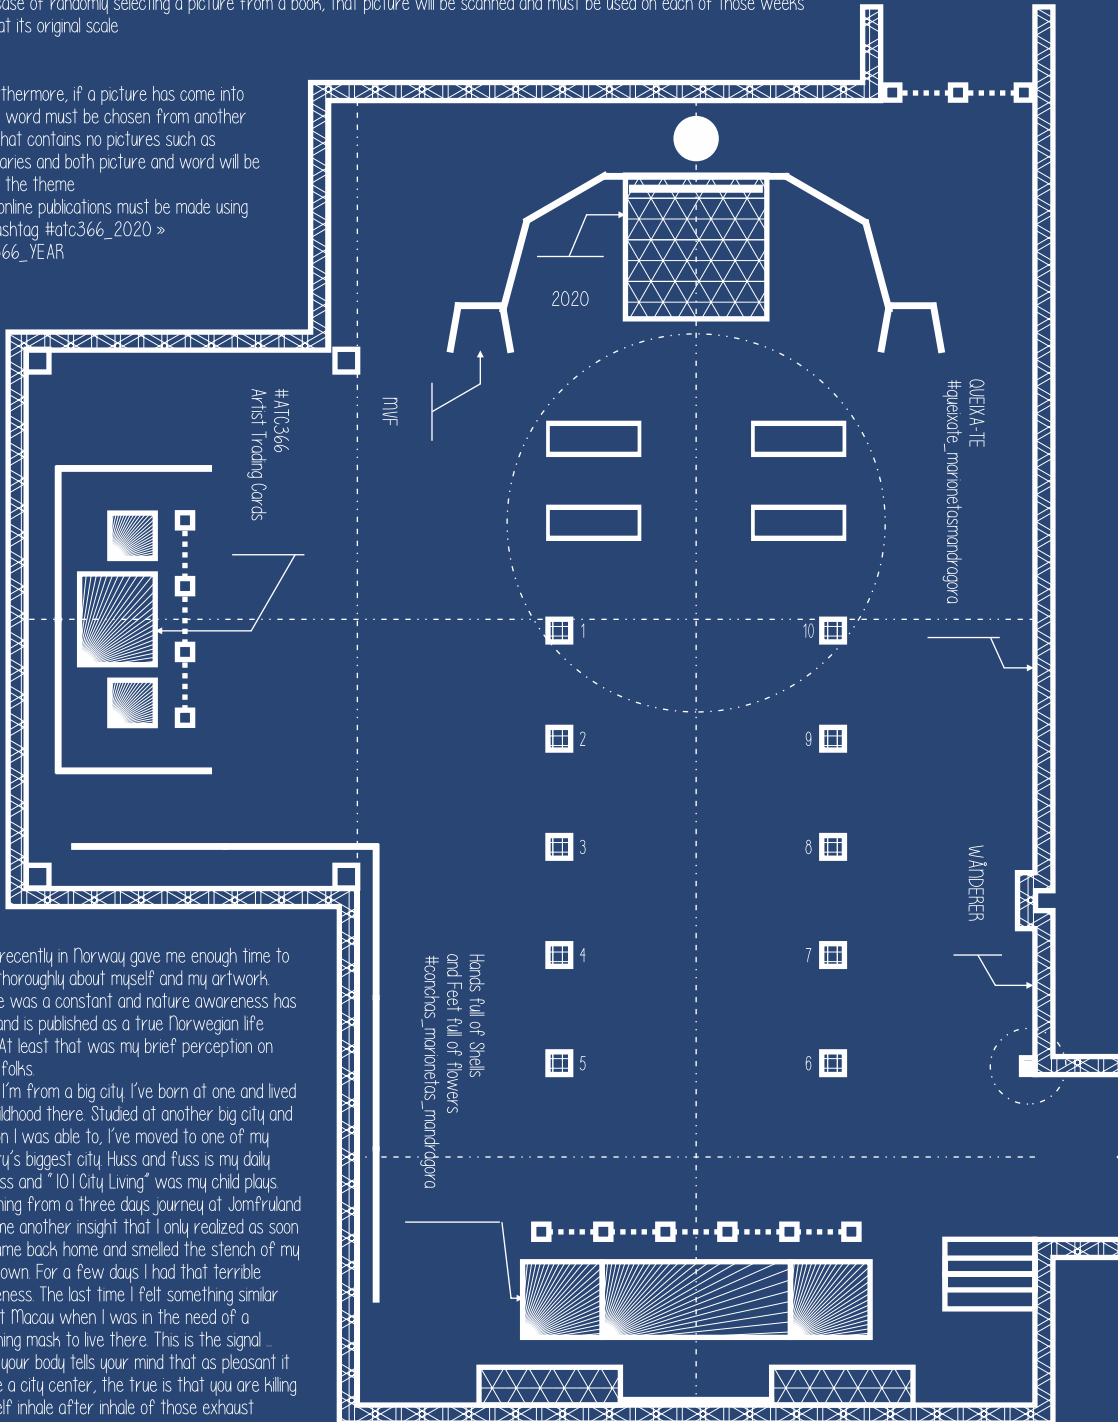 case of randomly selecting a picture from a book, that picture will be scanned and must be used on each of those weeks
at its original scale
thermore, if a picture has come into
word must be chosen from another
hat contains no pictures such as
aries and both picture and word will be
the theme
online publications must be made using
ashtag #atc366_2020 »
66_YEAR
2020
MVF
#ATC366
Artist Trading Cards
QUEIXA-TE
#queixate_marionetasmandragora
1
10
2
9
3
8
4
7
5
6
WÅNDERER
Hands full of Shells
and Feet full of flowers
#conchas_marionetas_mandragora
recently in Norway gave me enough time to
thoroughly about myself and my artwork.
e was a constant and nature awareness has
and is published as a true Norwegian life
At least that was my brief perception on
folks.
I'm from a big city. I've born at one and lived
ildhood there. Studied at another big city and
n I was able to, I've moved to one of my
ry's biggest city. Huss and fuss is my daily
ss and "101 City Living" was my child plays.
ning from a three days journey at Jomfruland
me another insight that I only realized as soon
ame back home and smelled the stench of my
own. For a few days I had that terrible
eness. The last time I felt something similar
t Macau when I was in the need of a
hing mask to live there. This is the signal ...
your body tells your mind that as pleasant it
e a city center, the true is that you are killing
elf inhale after inhale of those exhaust